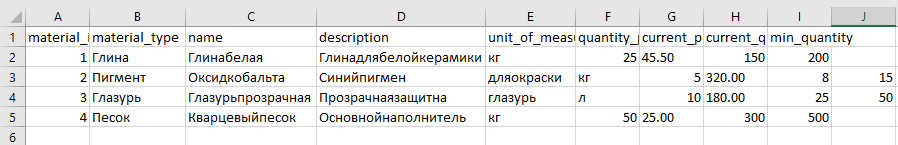 A B C D E F G H I J
1 material_i material_type name description unit_of_measu quantity_p current_p current_q min_quantity
2 1 Глина Глинабелая Глинадлябелойкерамики кг 25 45.50 150 200
3 2 Пигмент Оксидкобальта Синийпигмен дляокраски кг 5 320.00 8 15
4 3 Глазурь Глазурьпрозрачная Прозрачнаязащитна глазурь л 10 180.00 25 50
5 4 Песок Кварцевыйпесок Основнойнаполнитель кг 50 25.00 300 500
6